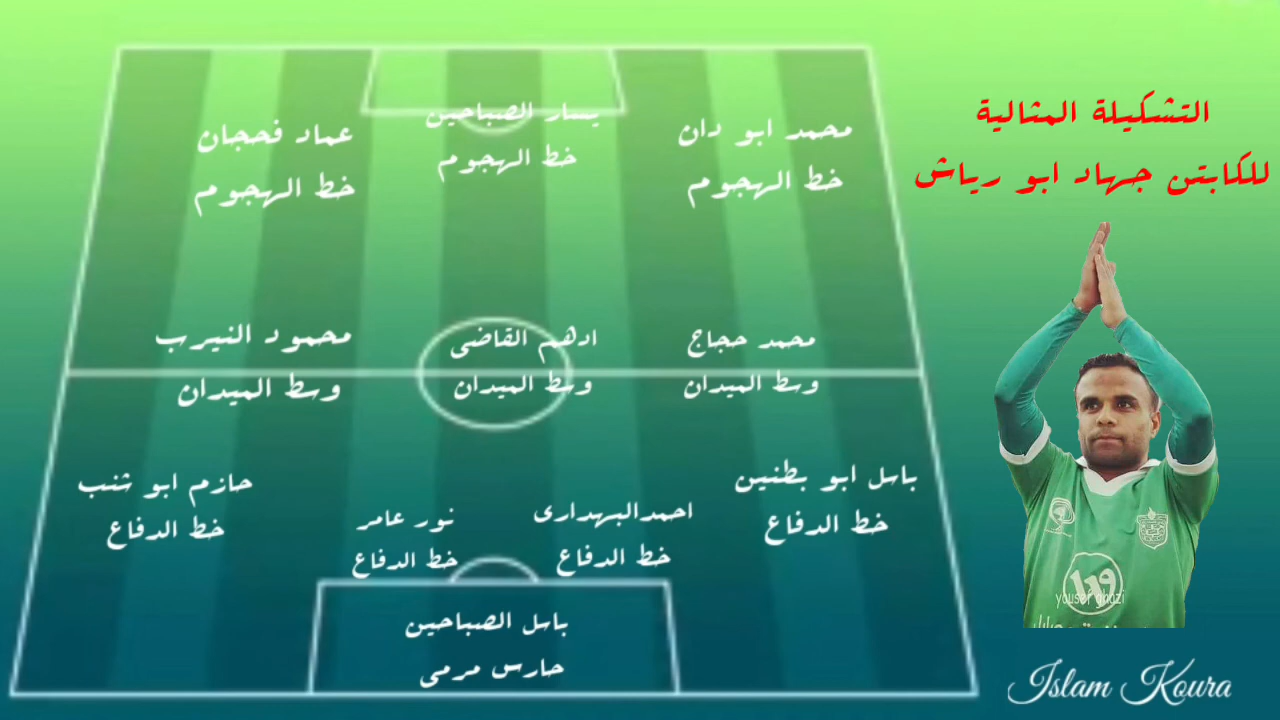 التشكيلة المثالية
للكابتن جهاد ابو رياش
محمد ابو دان
خط الهجوم
يسار الصباحين
خط الهجوم
عماد فحجان
خط الهجوم
محمد حجاج
وسط الميدان
ادهم القاضى
وسط الميدان
محمود النيرب
وسط الميدان
باسل ابو بطنين
خط الدفاع
احمدالبهدارى
خط الدفاع
نور عامر
خط الدفاع
حازم ابو شنب
خط الدفاع
باسل الصباحين
حارس مرمى
yousef ghazi
Islam Koura